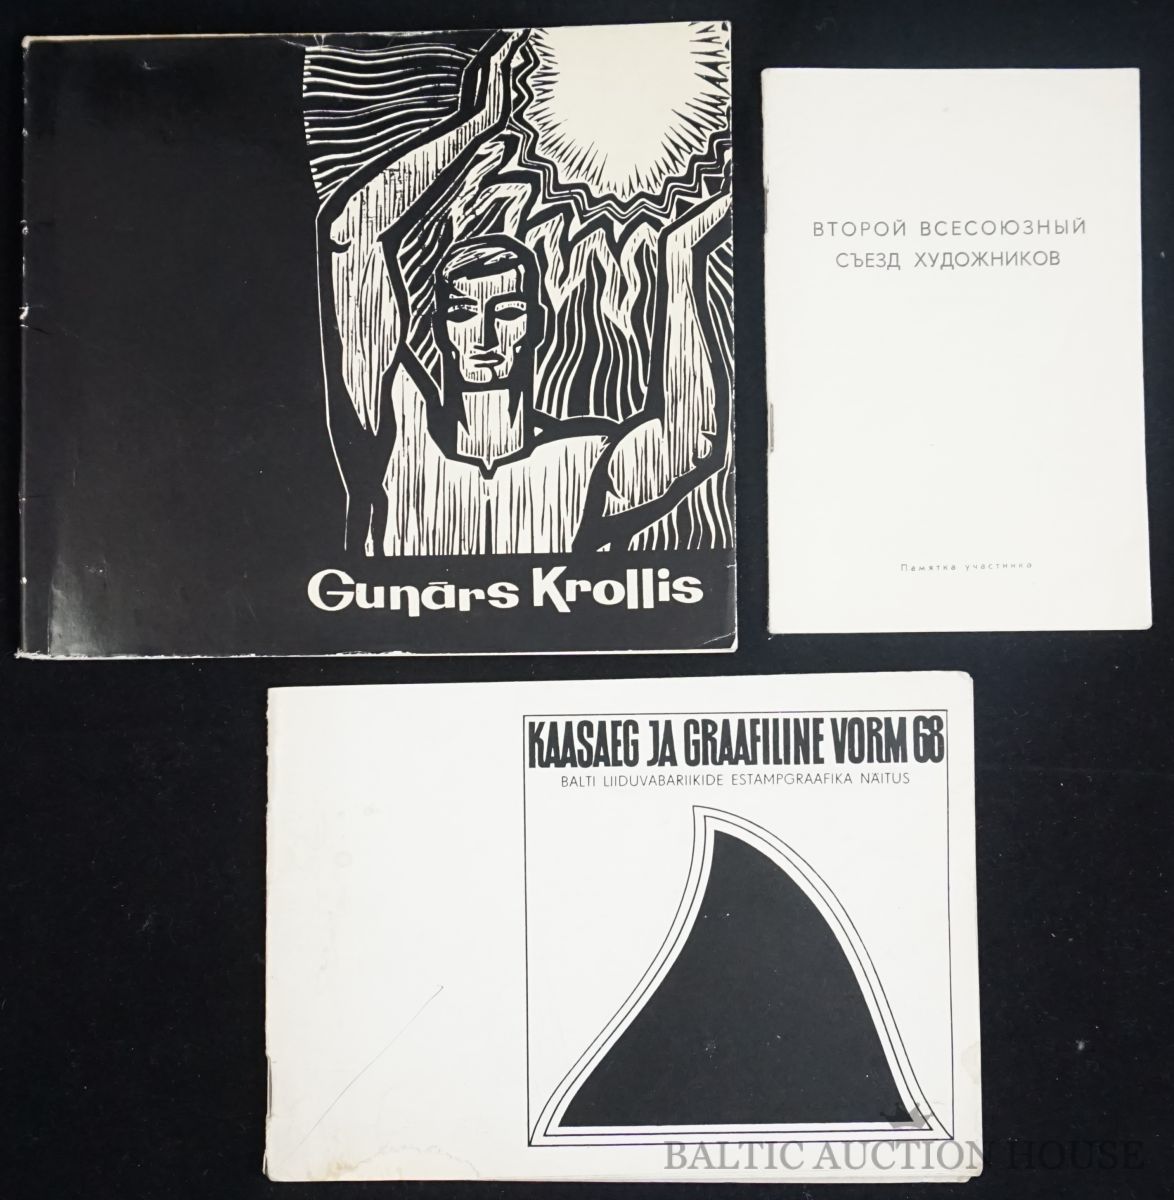 Guņārs Krollis
ВТОРОЙ ВСЕСОЮЗНЫЙ
СЪЕЗД ХУДОЖНИКОВ
Памятка участника
KAASAEG JA GRAAFILINE VORM 68
BALTI LIIDUVABARIIKIDE ESTAMPGRAAFIKA NÄITUS
BALTIC AUCTION HOUSE